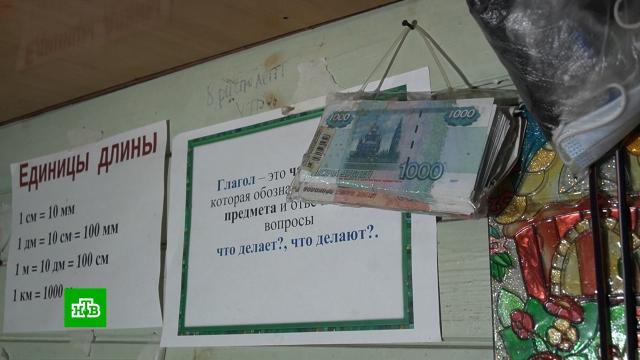 Единицы длины
1 см = 10 мм
1 дм = 10 см = 100 мм
1 м = 10 дм = 100 см
1 км = 1000
НТВ
Глагол – это
которая обозна
предмета и отве
вопросы
что делает?, что делают?.
1000
1000
1000